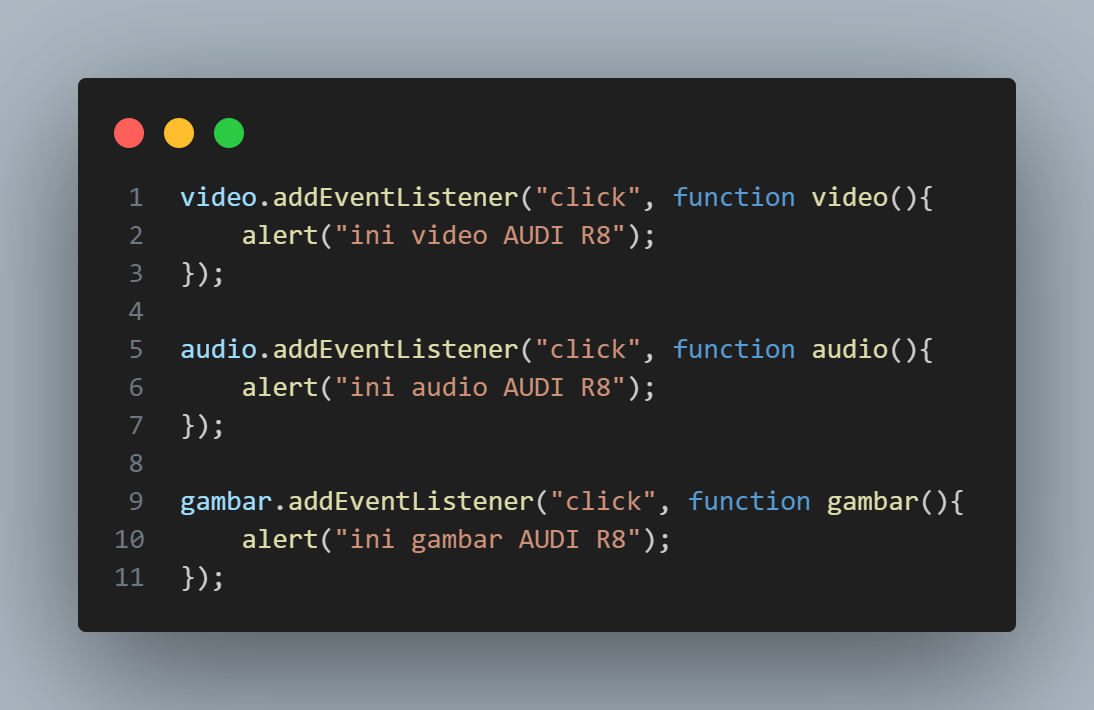 1 video.addEventListener("click", function video(){
2     alert("ini video AUDI R8");
3 });
4
5 audio.addEventListener("click", function audio(){
6     alert("ini audio AUDI R8");
7 });
8
9 gambar.addEventListener("click", function gambar(){
10     alert("ini gambar AUDI R8");
11 });